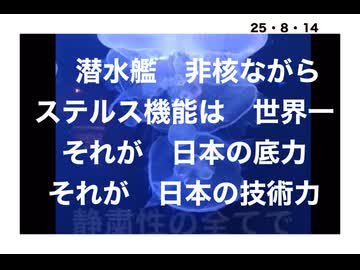 25・8・14
潜水艦　非核ながら
ステルス機能は　世界一
それが　日本の底力
それが　日本の技術力
静粛性の全てで